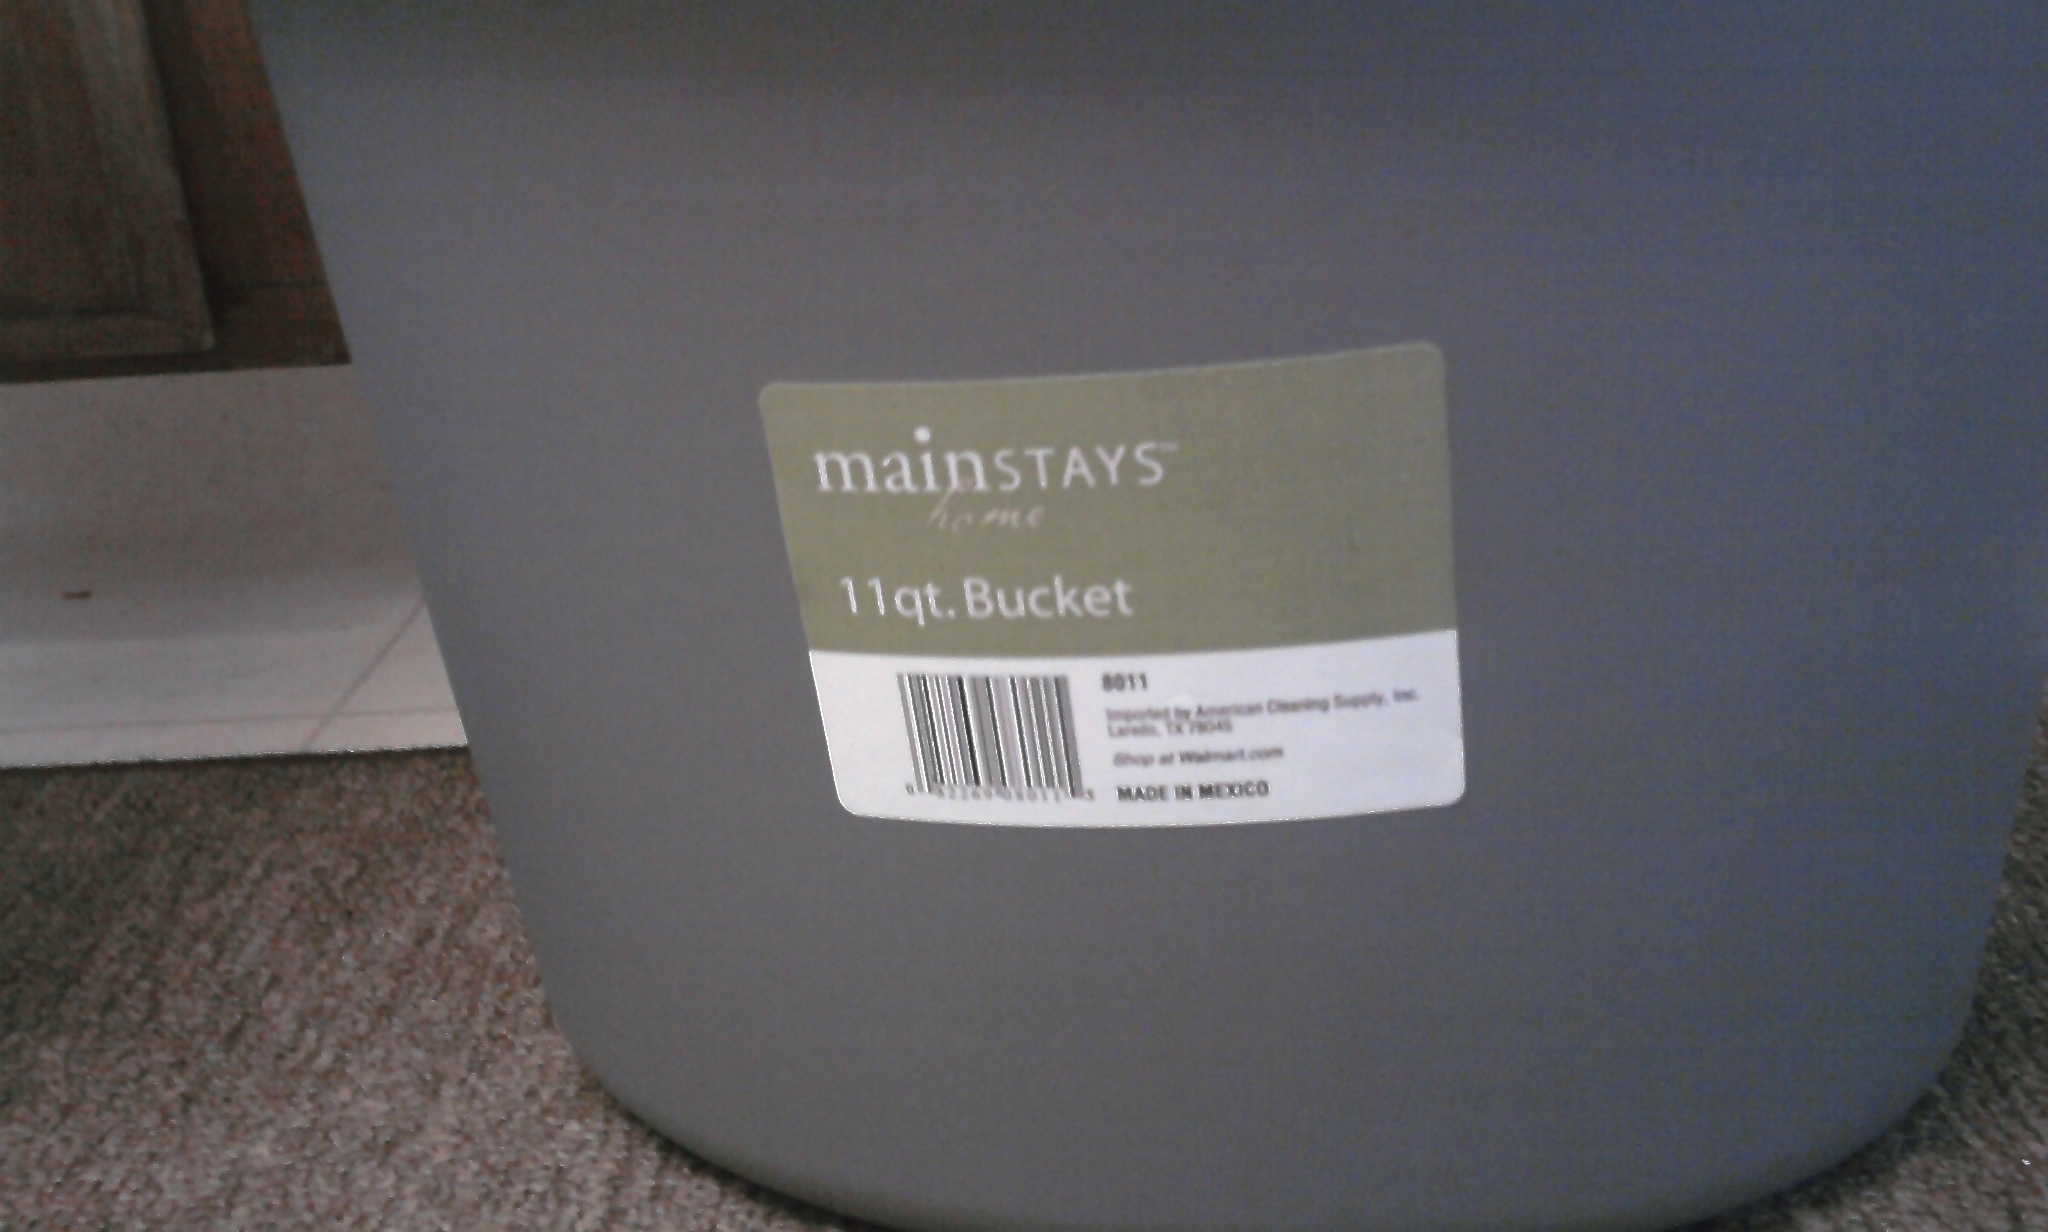 mainSTAYS™
home
11qt. Bucket
8011
Imported by American Cleaning Supply, Inc.
Laredo, TX 78045
Shop at Walmart.com
MADE IN MEXICO